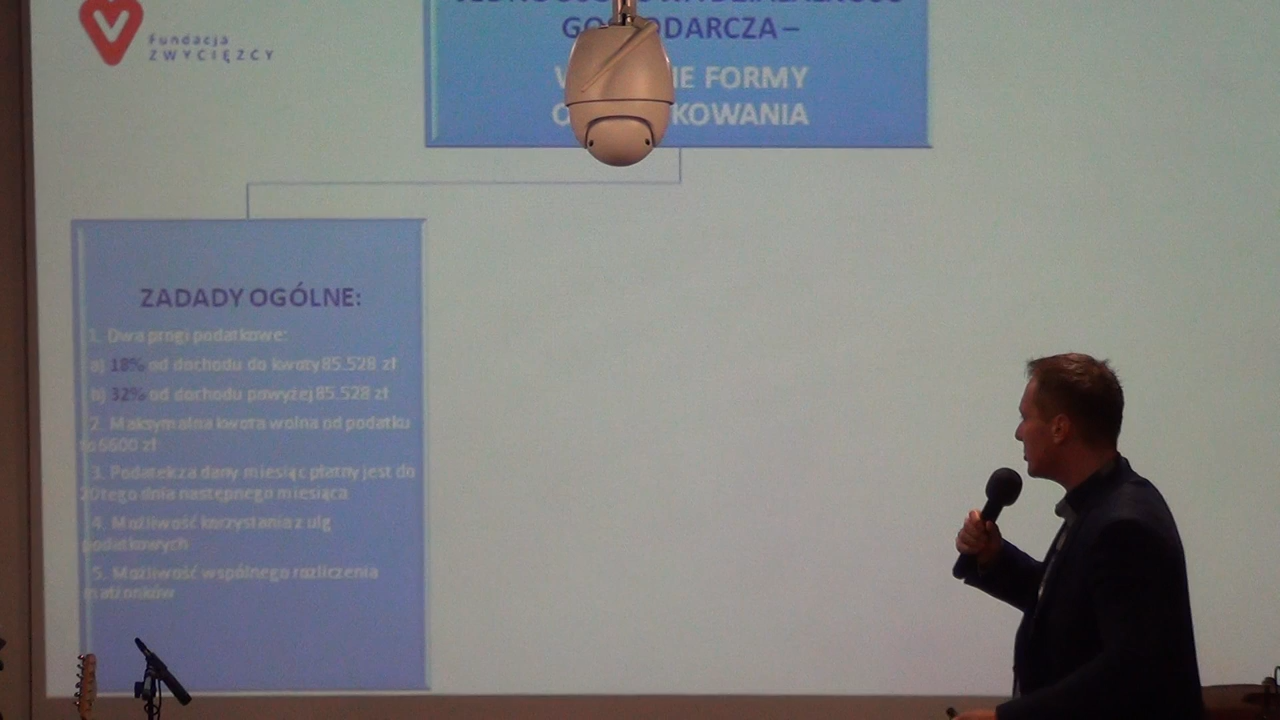 Fundacja
ZWYCIĘZCY
DARCZA –
FORMY
KOWANIA
ZADADY OGÓLNE:
1. Dwa progi podatkowe:
a) 18% od dochodu do kwoty 85.528 zł
b) 32% od dochodu powyżej 85.528 zł
2. Maksymalna kwota wolna od podatku
to 6600 zł
3. Podatek za dany miesiąc płatny jest do
20tego dnia następnego miesiąca
4. Możliwość korzystania z ulg
podatkowych
5. Możliwość wspólnego rozliczenia
małżonków